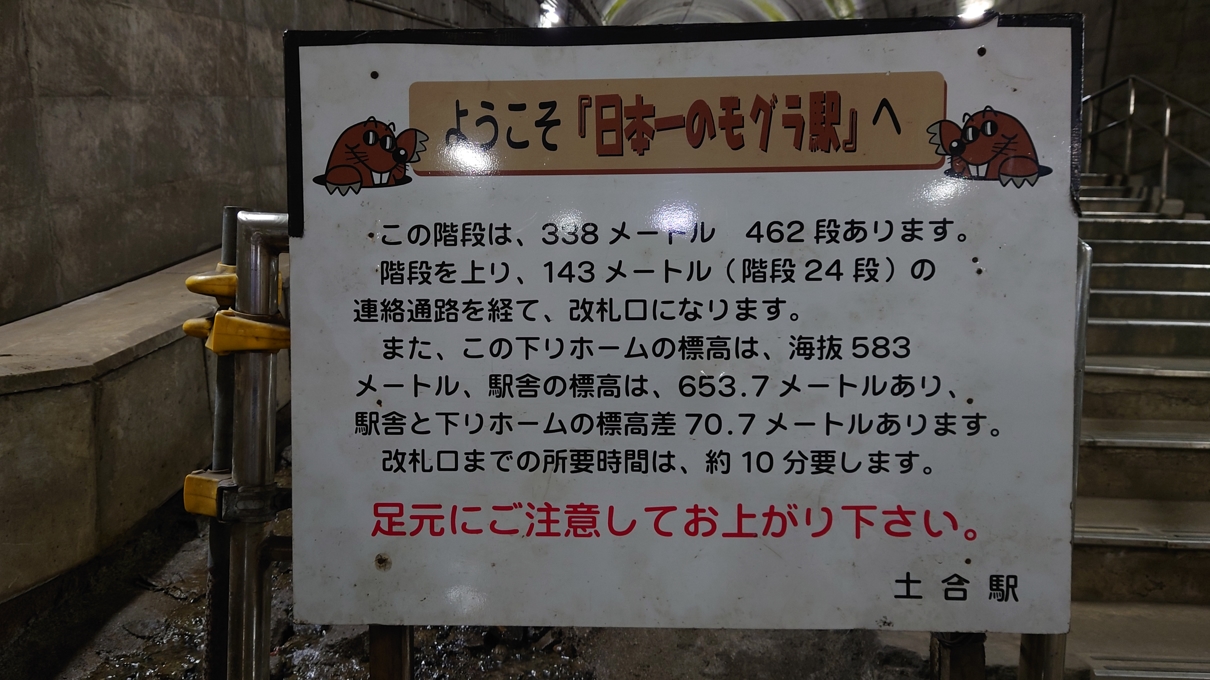 ようこそ『日本一のモグラ駅』へ
この階段は、338メートル 462段あります。
階段を上り、143メートル（階段24段）の
連絡通路を経て、改札口になります。
また、この下りホームの標高は、海抜583
メートル、駅舎の標高は、653.7メートルあり、
駅舎と下りホームの標高差70.7メートルあります。
改札口までの所要時間は、約10分要します。
足元にご注意してお上がり下さい。
土合駅